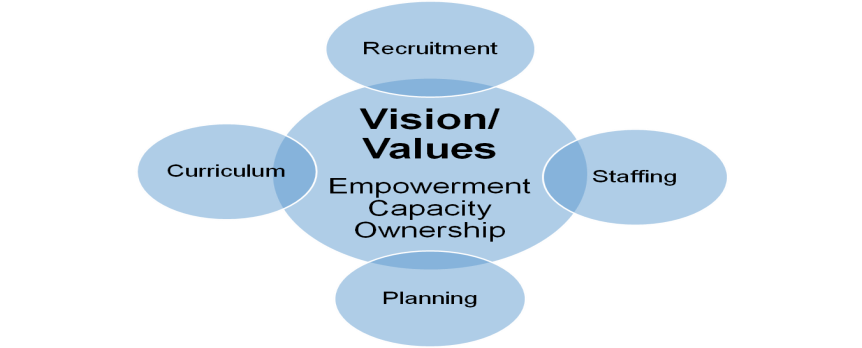 Recruitment
Vision/
Values
Curriculum
Staffing
Empowerment
Capacity
Ownership
Planning